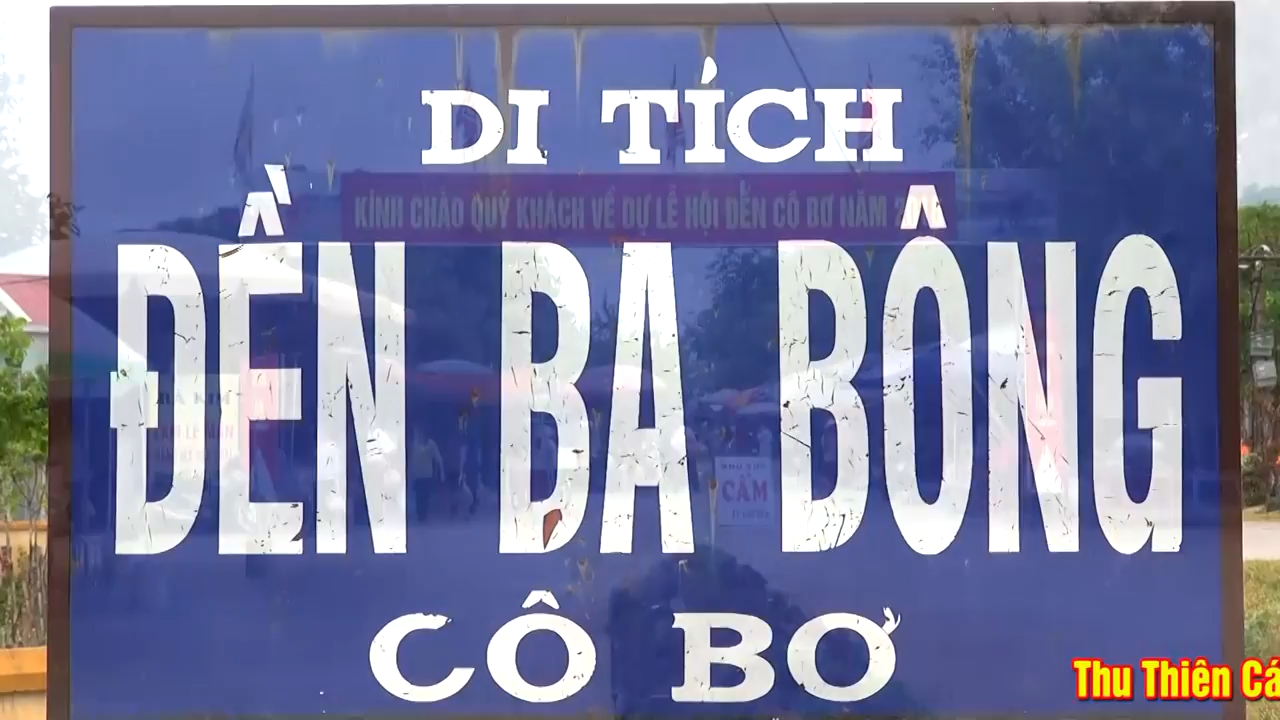 DI TÍCH
KÍNH CHÀO QUÝ KHÁCH VỀ DỰ LỄ HỘI ĐỀN CÔ BƠ NĂM
ĐỀN BA BÔNG
CẤM
CÔ BƠ
Thu Thiên Cá